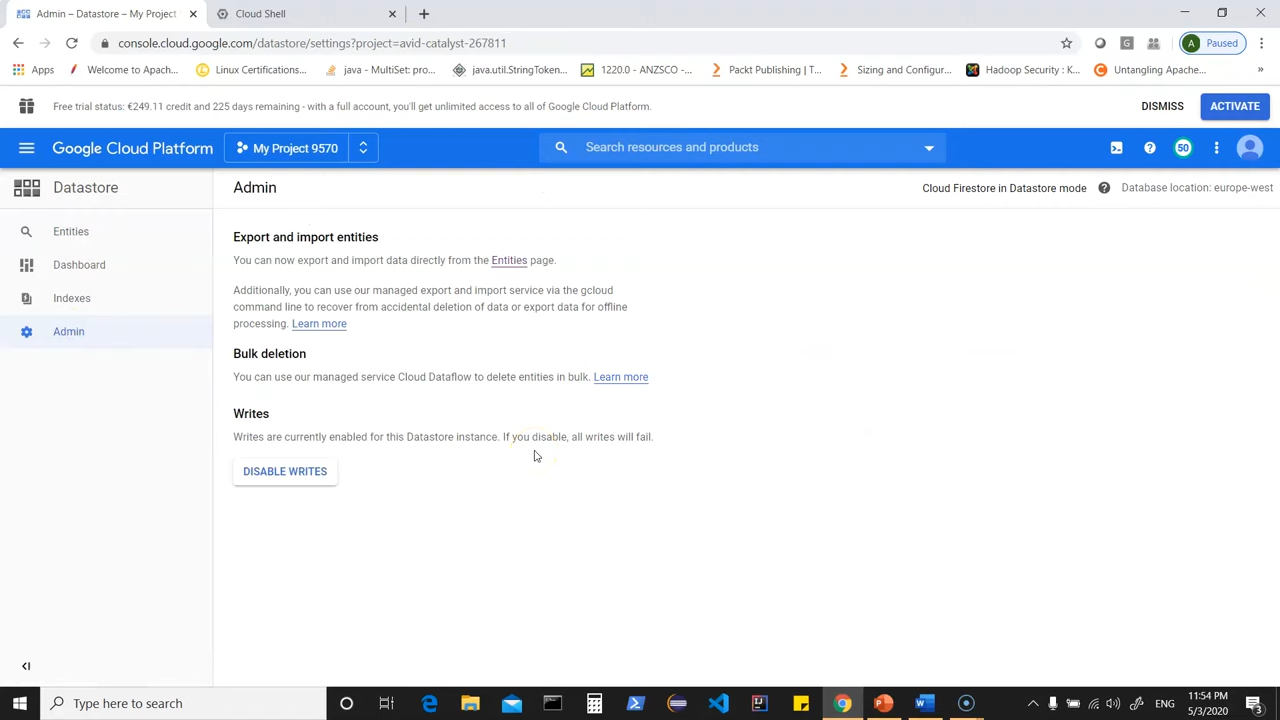 Admin – Datastore – My Project
Cloud Shell
console.cloud.google.com/datastore/settings?project=avid-catalyst-267811
A
Paused
Apps
Welcome to Apach...
Linux Certifications...
java - MultiSet: pro...
java.util.StringToken...
1220.0 - ANZSCO -...
Packt Publishing | T...
Sizing and Configur...
Hadoop Security : K...
Untangling Apache...
»
Free trial status: €249.11 credit and 225 days remaining - with a full account, you'll get unlimited access to all of Google Cloud Platform.
DISMISS
ACTIVATE
Google Cloud Platform
My Project 9570
Search resources and products
50
Datastore
Admin
Cloud Firestore in Datastore mode
Database location: europe-west
Entities
Dashboard
Indexes
Admin
Export and import entities
You can now export and import data directly from the Entities page.
Additionally, you can use our managed export and import service via the gcloud
command line to recover from accidental deletion of data or export data for offline
processing. Learn more
Bulk deletion
You can use our managed service Cloud Dataflow to delete entities in bulk. Learn more
Writes
Writes are currently enabled for this Datastore instance. If you disable, all writes will fail.
DISABLE WRITES
Type here to search
ENG
11:54 PM
5/3/2020
3